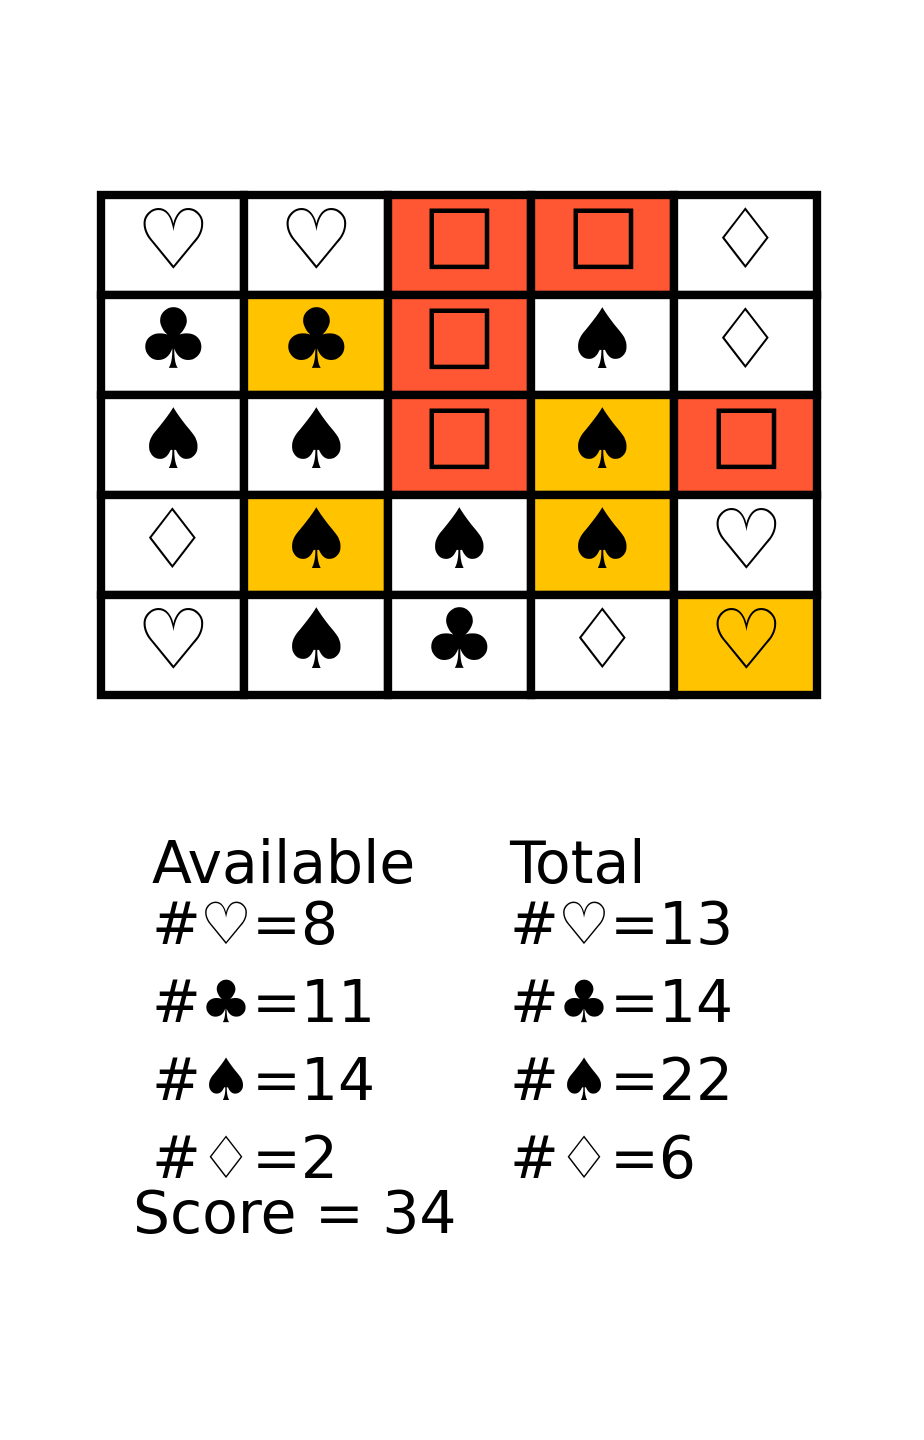 ♡ ♡ □ □ ♢
♣ ♣ □ ♠ ♢
♠ ♠ □ ♠ □
♢ ♠ ♠ ♠ ♡
♡ ♠ ♣ ♢ ♡
Available Total
#♡=8 #♡=13
#♣=11 #♣=14
#♠=14 #♠=22
#♢=2 #♢=6
Score = 34